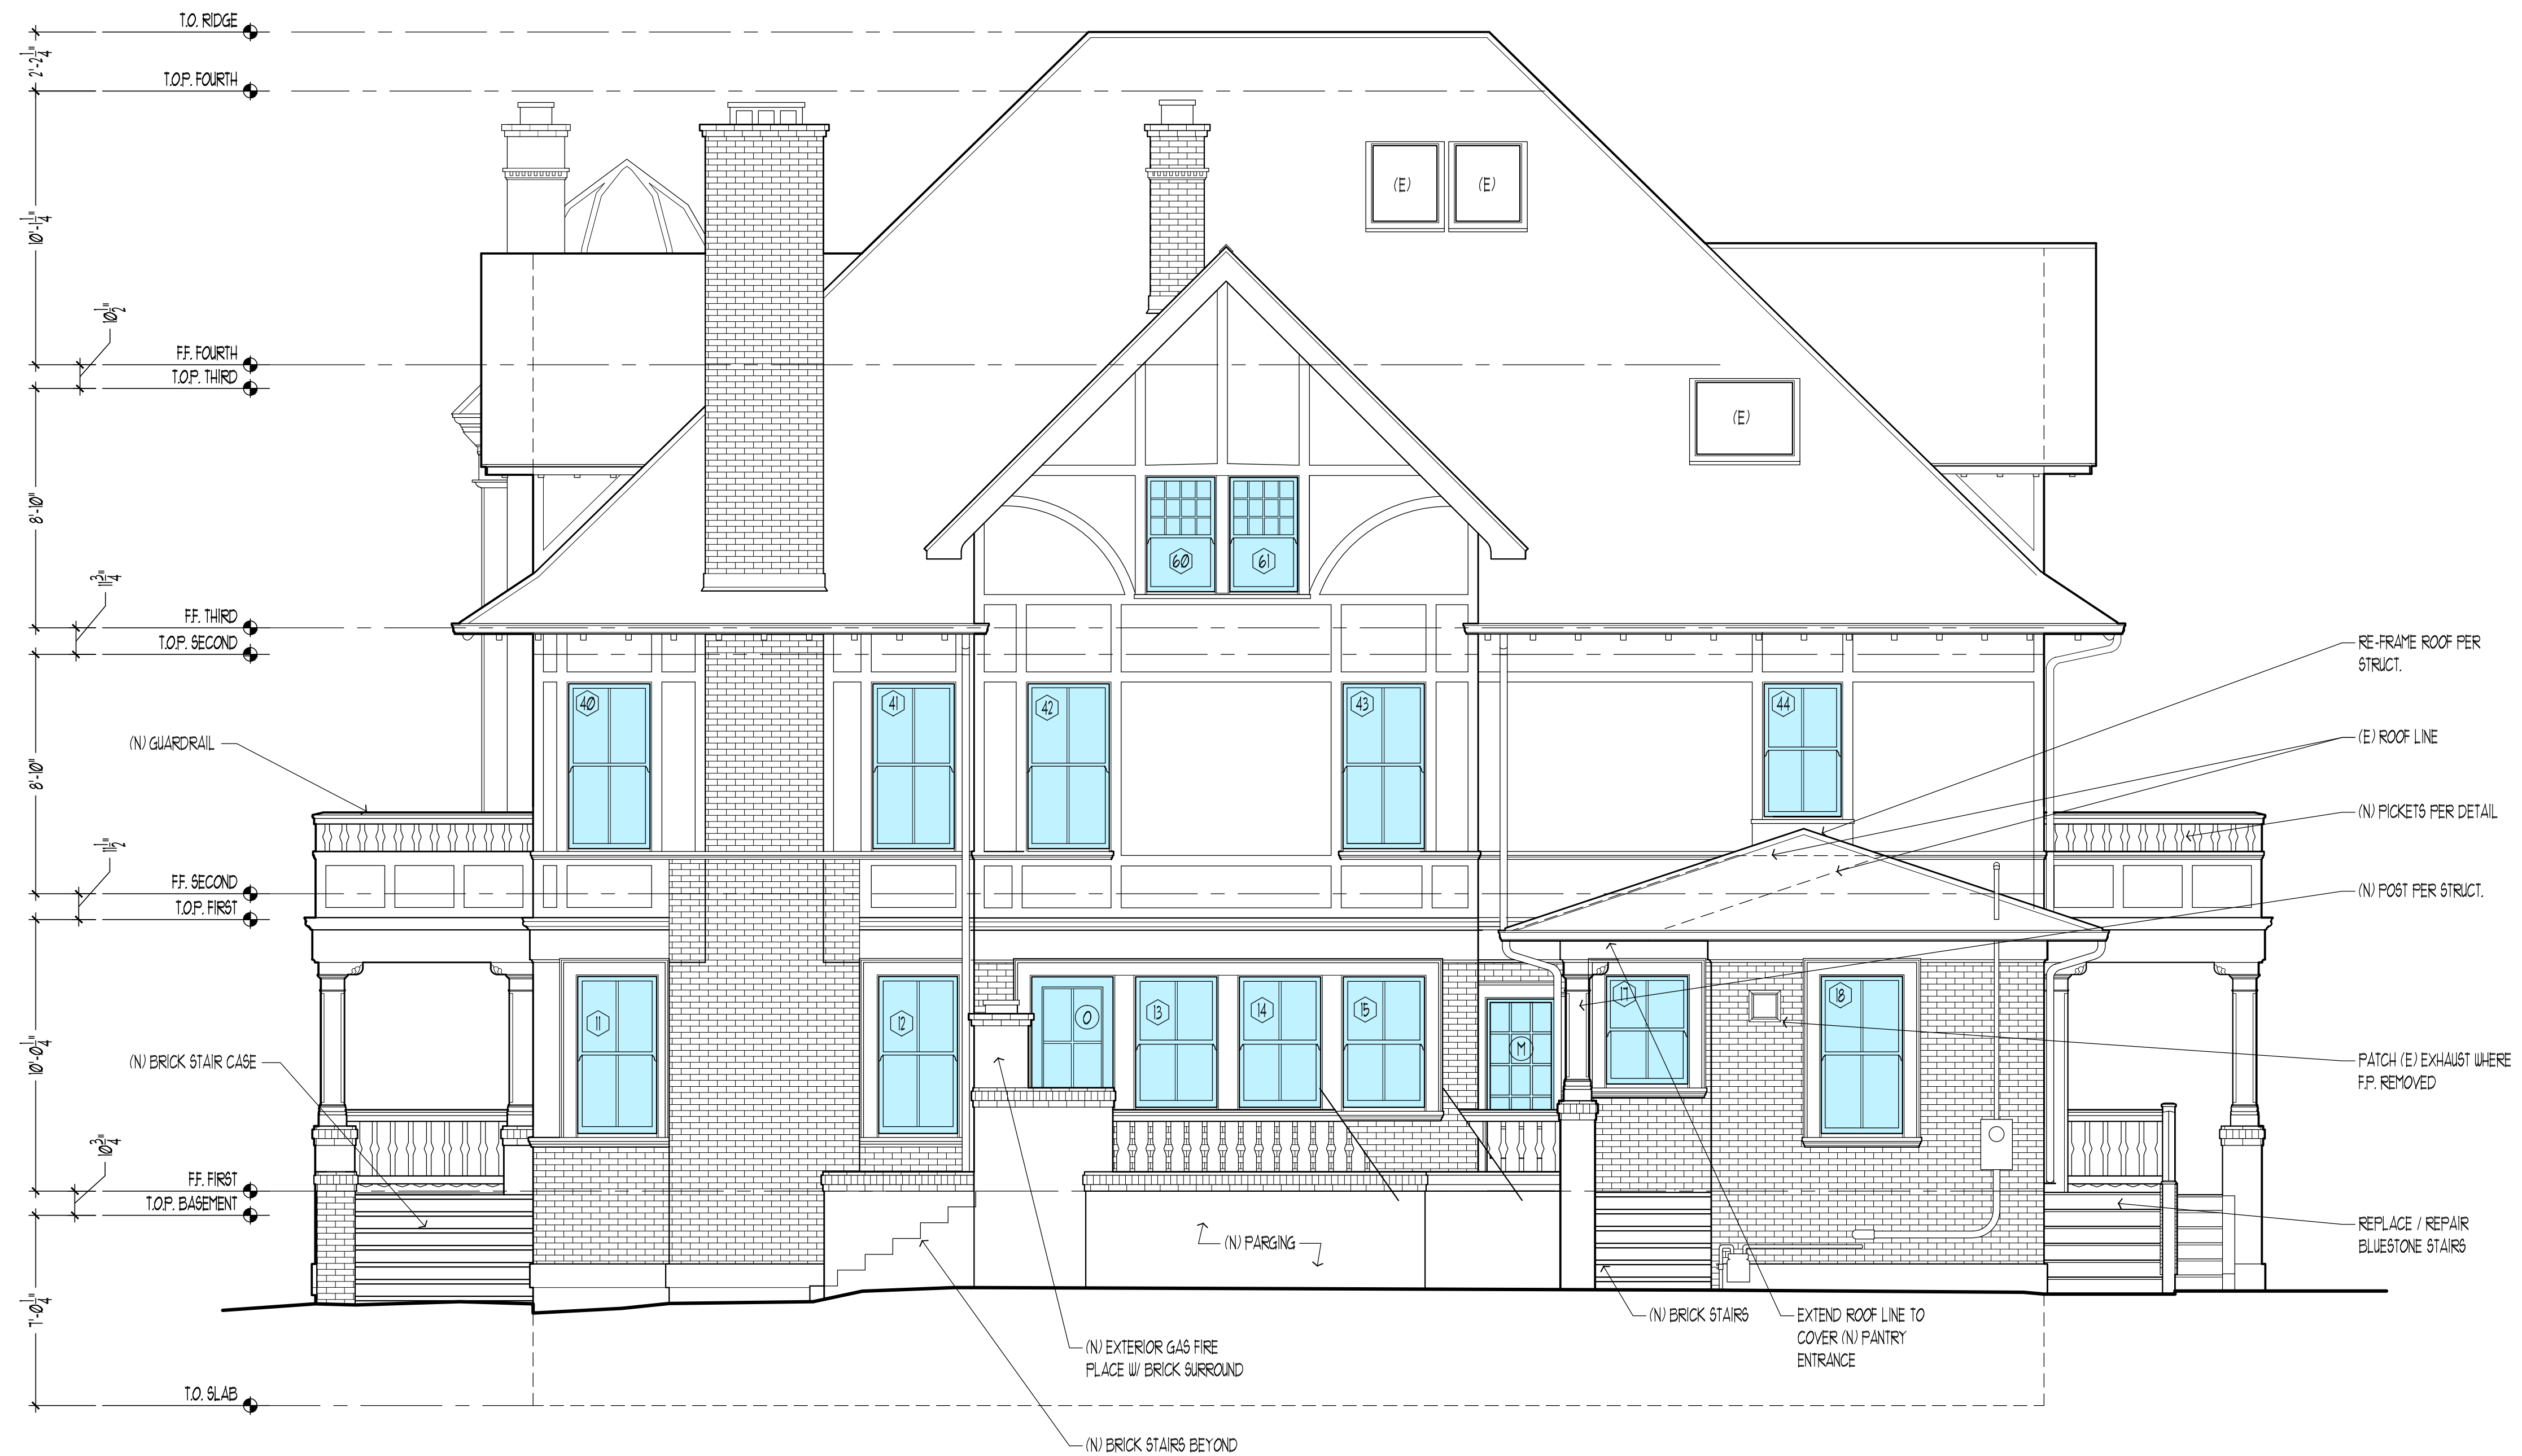 T.O. RIDGE
2'-2 1/4"
T.O.P. FOURTH
10'-1 1/4"
(E)
(E)
10 1/2"
F.F. FOURTH
T.O.P. THIRD
(E)
8'-10"
60
61
11 3/4"
F.F. THIRD
T.O.P. SECOND
RE-FRAME ROOF PER
STRUCT.
40
41
42
43
44
(N) GUARDRAIL
(E) ROOF LINE
8'-10"
(N) PICKETS PER DETAIL
11 1/2"
F.F. SECOND
T.O.P. FIRST
(N) POST PER STRUCT.
11
12
O
13
14
15
M
17
18
10'-0 1/4"
(N) BRICK STAIR CASE
PATCH (E) EXHAUST WHERE
F.P. REMOVED
10 3/4"
F.F. FIRST
T.O.P. BASEMENT
(N) PARGING
REPLACE / REPAIR
BLUESTONE STAIRS
7'-0 1/4"
(N) BRICK STAIRS
EXTEND ROOF LINE TO
COVER (N) PANTRY
ENTRANCE
(N) EXTERIOR GAS FIRE
PLACE W/ BRICK SURROUND
T.O. SLAB
(N) BRICK STAIRS BEYOND